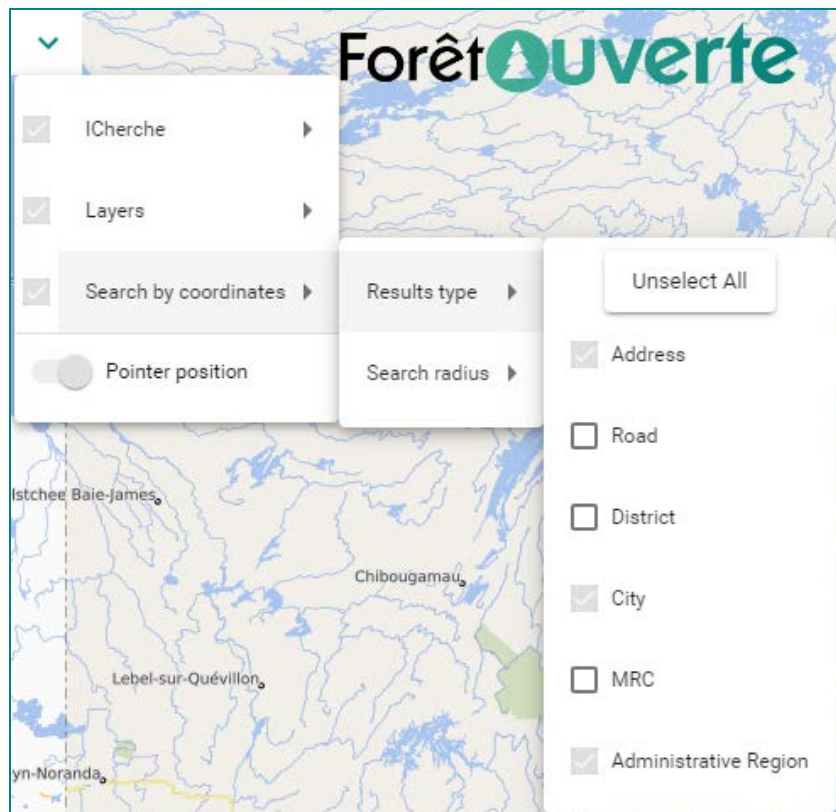 ForêtOuverte
ICherche
Layers
Search by coordinates
Pointer position
Results type
Search radius
Unselect All
Address
Road
District
City
MRC
Administrative Region
Istchee Baie-James
Chibougamau
Lebel-sur-Quévillon
yn-Noranda